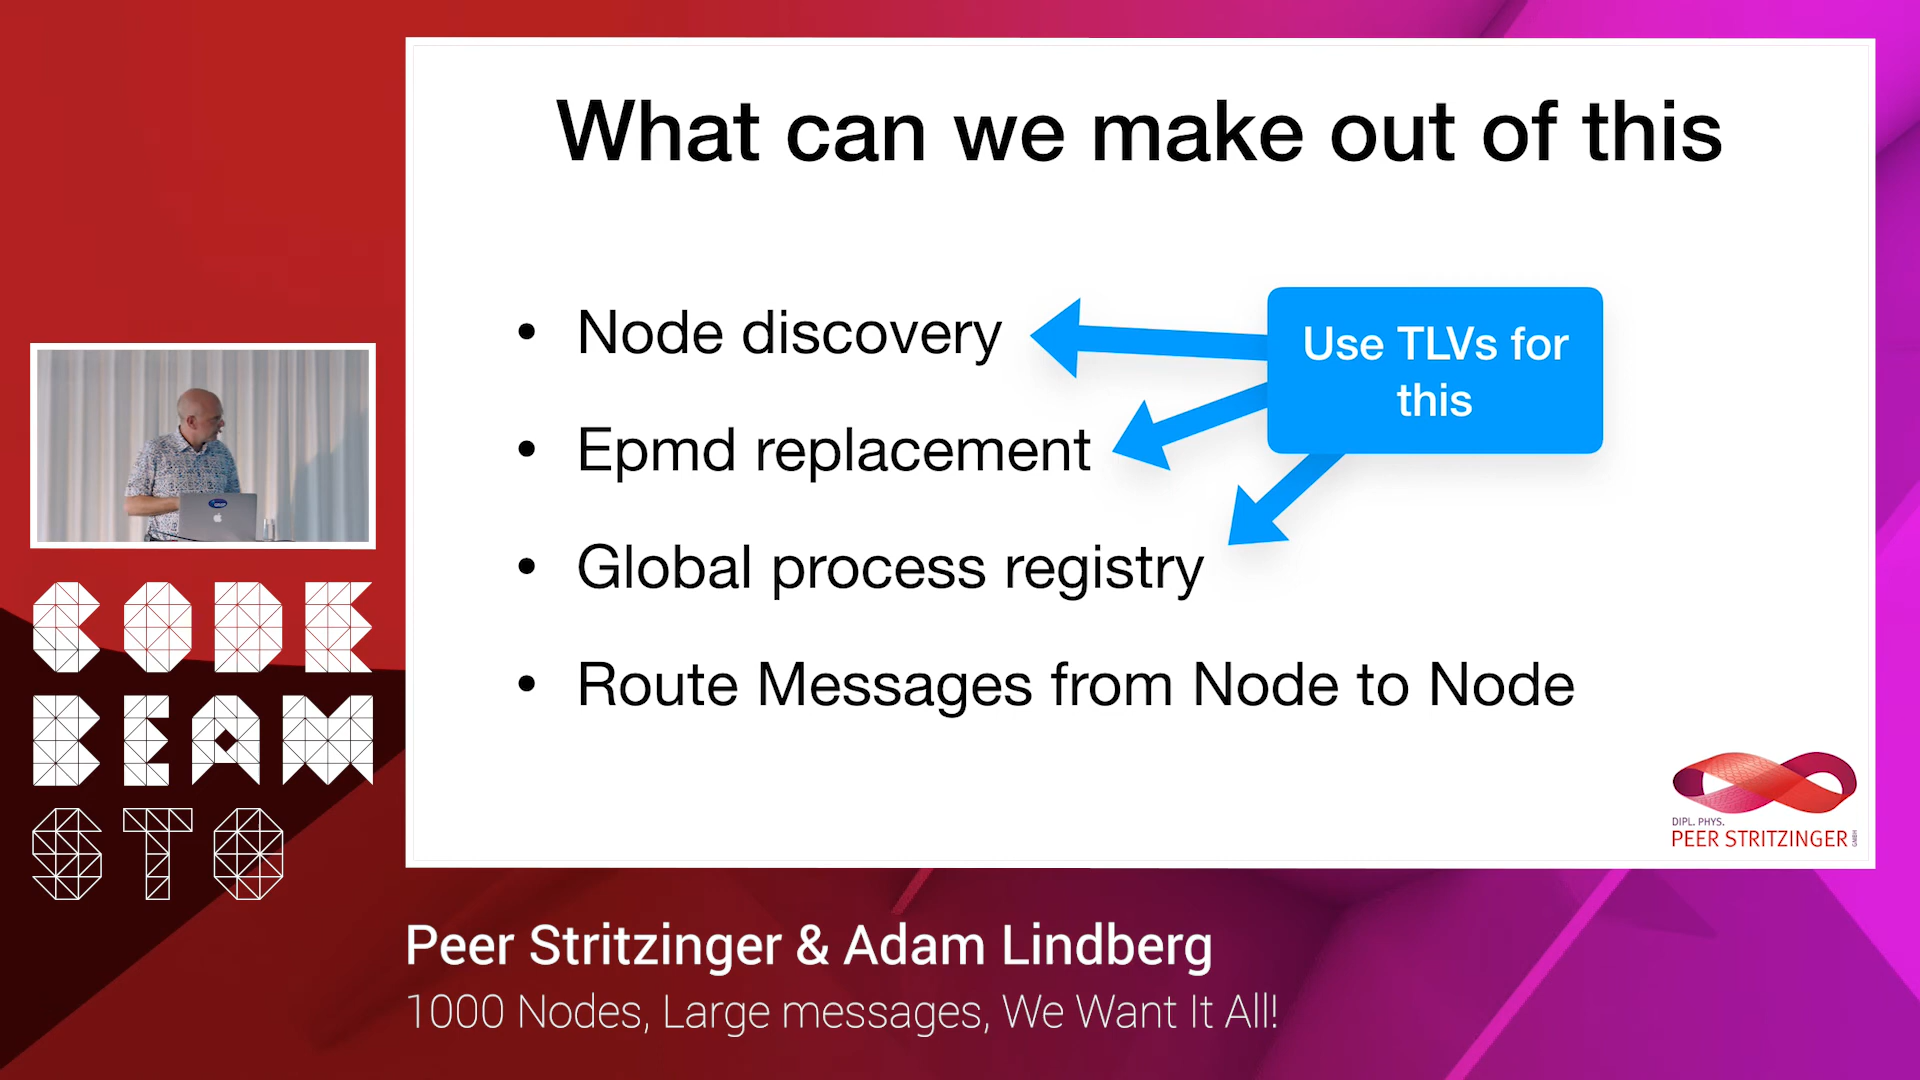 What can we make out of this
• Node discovery
• Epmd replacement
• Global process registry
• Route Messages from Node to Node
Use TLVs for
this
DIPL. PHYS.
PEER STRITZINGER GMBH
CODE
BEAM
STO
Peer Stritzinger & Adam Lindberg
1000 Nodes, Large messages, We Want It All!